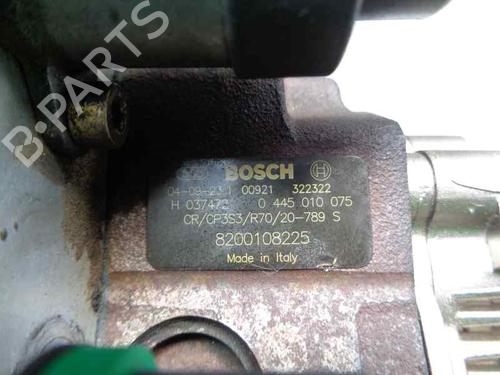 B-PARTS
BOSCH
04-09-23 1 00921 322322
H 037472 0 445 010 075
CR/CP3S3/R70/20-789 S
8200108225
Made in Italy